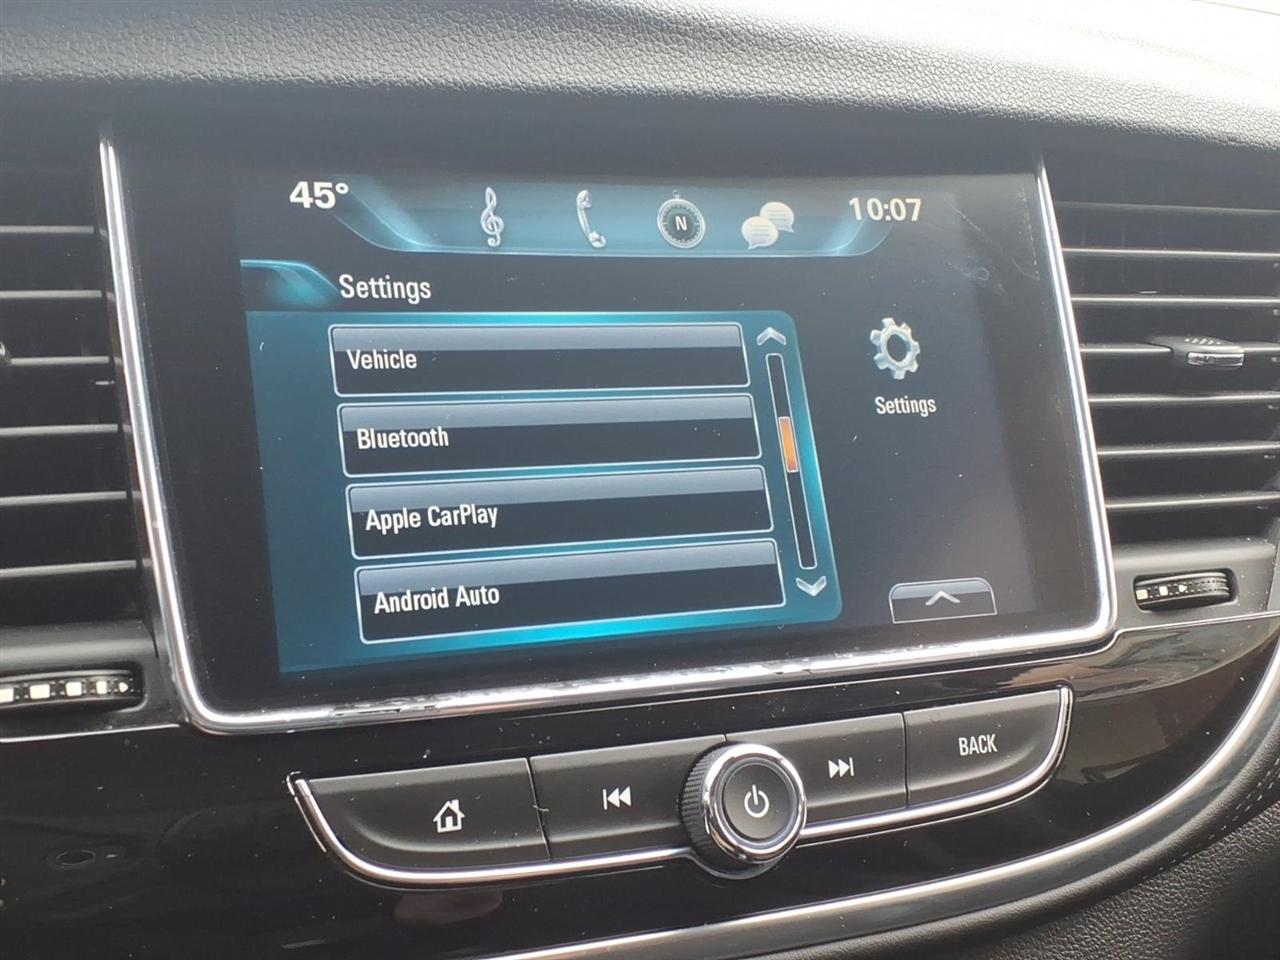 45°
N
10:07
Settings
Vehicle
Bluetooth
Apple CarPlay
Android Auto
Settings
BACK